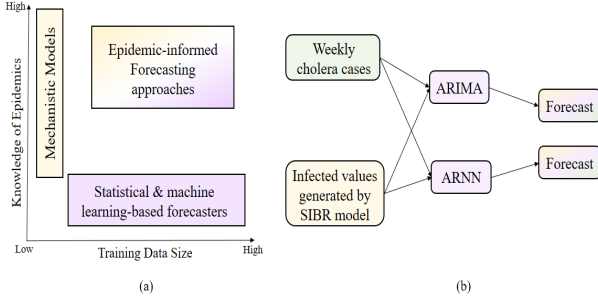 High
Knowledge of Epidemics
Mechanistic Models
Epidemic-informed
Forecasting
approaches
Statistical & machine
learning-based forecasters
Low
Training Data Size
High
(a)
Weekly
cholera cases
Infected values
generated by
SIBR model
ARIMA
ARNN
Forecast
Forecast
(b)